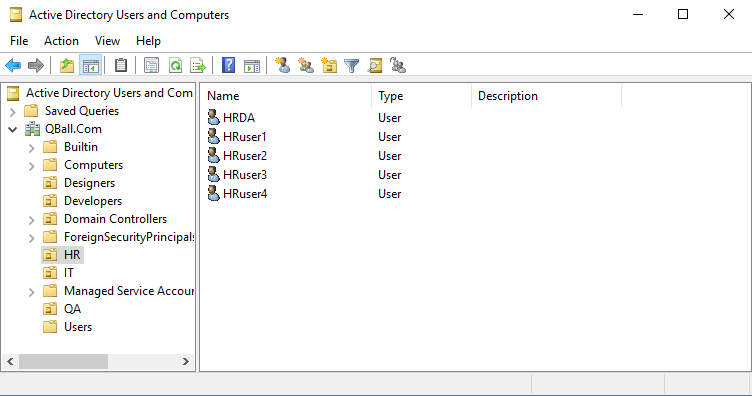 Active Directory Users and Computers
File Action View Help
Active Directory Users and Com
Saved Queries
QBall.Com
Builtin
Computers
Designers
Developers
Domain Controllers
ForeignSecurityPrincipals
HR
IT
Managed Service Accour
QA
Users
Name Type Description
HRDA User
HRuser1 User
HRuser2 User
HRuser3 User
HRuser4 User